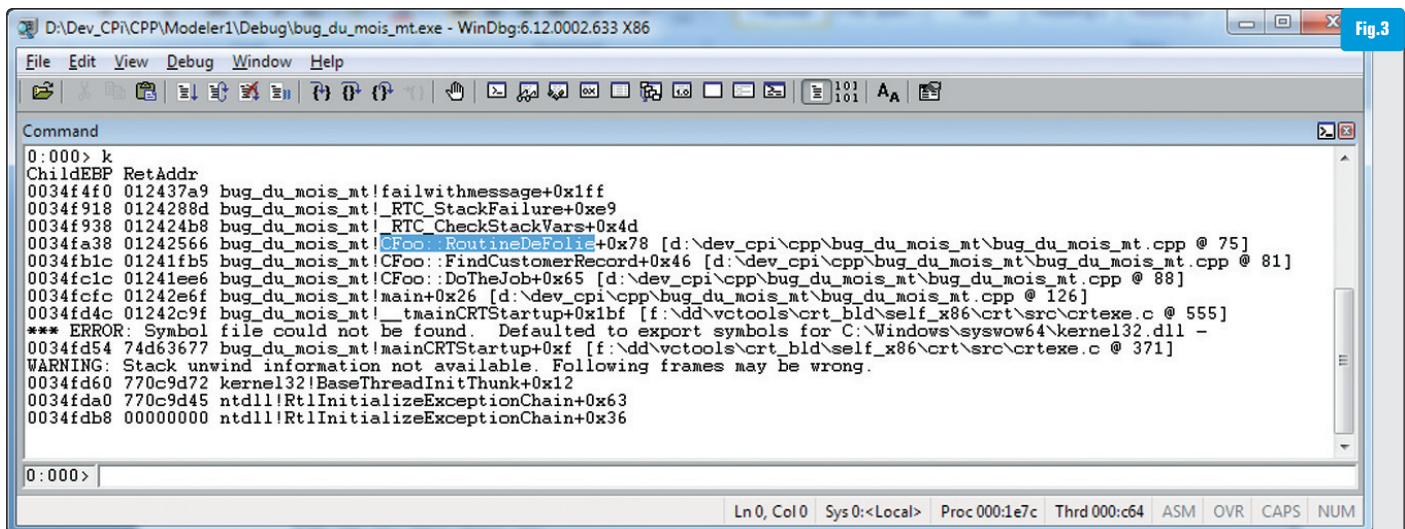 D:\Dev_CPi\CPP\Modeler1\Debug\bug_du_mois_mt.exe - WinDbg:6.12.0002.633 X86
Fig.3
File Edit View Debug Window Help
Command
0:000> k
ChildEBP RetAddr
0034f4f0 012437a9 bug_du_mois_mt!failwithmessage+0x1ff
0034f918 0124288d bug_du_mois_mt!_RTC_StackFailure+0xe9
0034f938 012424b8 bug_du_mois_mt!_RTC_CheckStackVars+0x4d
0034fa38 01242566 bug_du_mois_mt!CFoo::RoutineDeFolie+0x78 [d:\dev_cpi\cpp\bug_du_mois_mt\bug_du_mois_mt.cpp @ 75]
0034fb1c 01241fb5 bug_du_mois_mt!CFoo::FindCustomerRecord+0x46 [d:\dev_cpi\cpp\bug_du_mois_mt\bug_du_mois_mt.cpp @ 81]
0034fc1c 01241ee6 bug_du_mois_mt!CFoo::DoTheJob+0x65 [d:\dev_cpi\cpp\bug_du_mois_mt\bug_du_mois_mt.cpp @ 88]
0034fcfc 01242e6f bug_du_mois_mt!main+0x26 [d:\dev_cpi\cpp\bug_du_mois_mt\bug_du_mois_mt.cpp @ 126]
0034fd4c 01242c9f bug_du_mois_mt!__tmainCRTStartup+0x1bf [f:\dd\vctools\crt_bld\self_x86\crt\src\crtexe.c @ 555]
*** ERROR: Symbol file could not be found.  Defaulted to export symbols for C:\Windows\syswow64\kernel32.dll -
0034fd54 74d63677 bug_du_mois_mt!mainCRTStartup+0xf [f:\dd\vctools\crt_bld\self_x86\crt\src\crtexe.c @ 371]
WARNING: Stack unwind information not available. Following frames may be wrong.
0034fd60 770c9d72 kernel32!BaseThreadInitThunk+0x12
0034fda0 770c9d45 ntdll!RtlInitializeExceptionChain+0x63
0034fdb8 00000000 ntdll!RtlInitializeExceptionChain+0x36
0:000>
Ln 0, Col 0 Sys 0:<Local> Proc 000:1e7c Thrd 000:c64 ASM OVR CAPS NUM